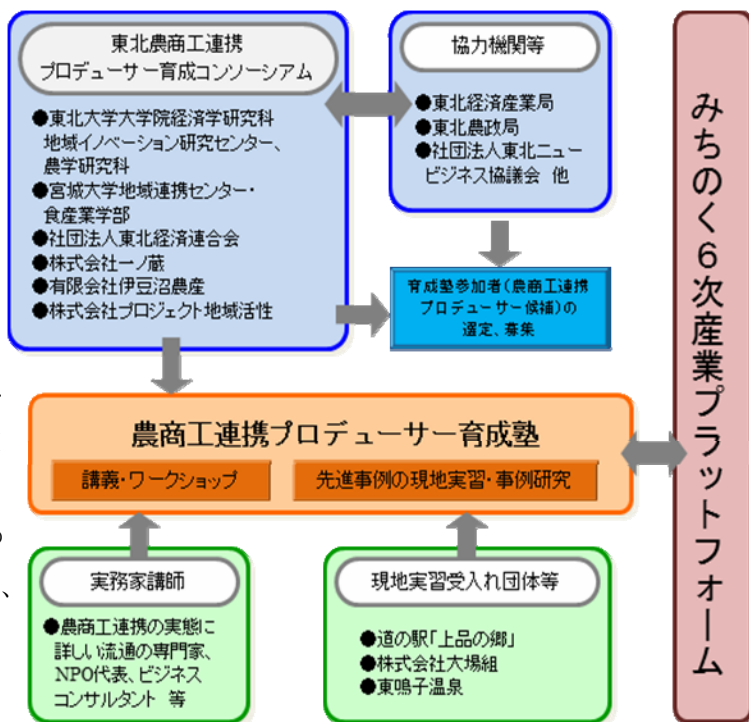 東北農商工連携
プロデューサー育成コンソーシアム
●東北大学大学院経済学研究科
地域イノベーション研究センター、
農学研究科
●宮城大学地域連携センター・
食産業学部
●社団法人東北経済連合会
●株式会社一ノ蔵
●有限会社伊豆沼農産
●株式会社プロジェクト地域活性
協力機関等
●東北経済産業局
●東北農政局
●社団法人東北ニュー
ビジネス協議会 他
育成塾参加者(農商工連携
プロデューサー候補)の
選定、募集
農商工連携プロデューサー育成塾
講義・ワークショップ
先進事例の現地実習・事例研究
実務家講師
●農商工連携の実態に
詳しい流通の専門家、
NPO代表、ビジネス
コンサルタント 等
現地実習受入れ団体等
●道の駅「上品の郷」
●株式会社大場組
●東鳴子温泉
みちのく6次産業プラットフォーム
、